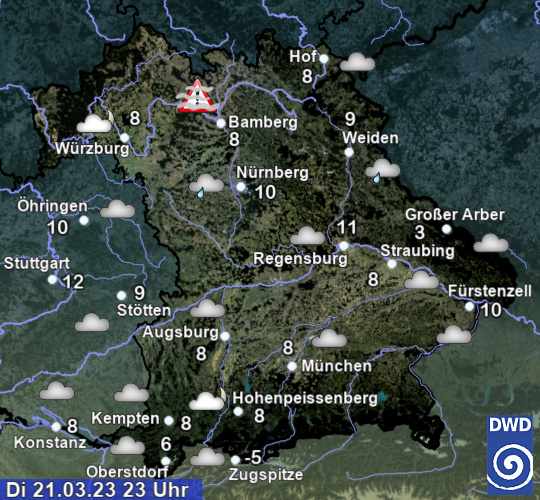 Hof
8
8
Bamberg
9
Würzburg
8
Weiden
Nürnberg
10
Öhringen
10
Großer Arber
3
11
Straubing
Regensburg
Stuttgart
12
8
Fürstenzell
10
9
Stötten
Augsburg
8
8
München
Hohenpeissenberg
8
Kempten
8
8
Konstanz
6
Oberstdorf
-5
Zugspitze
DWD
Di 21.03.23 23 Uhr